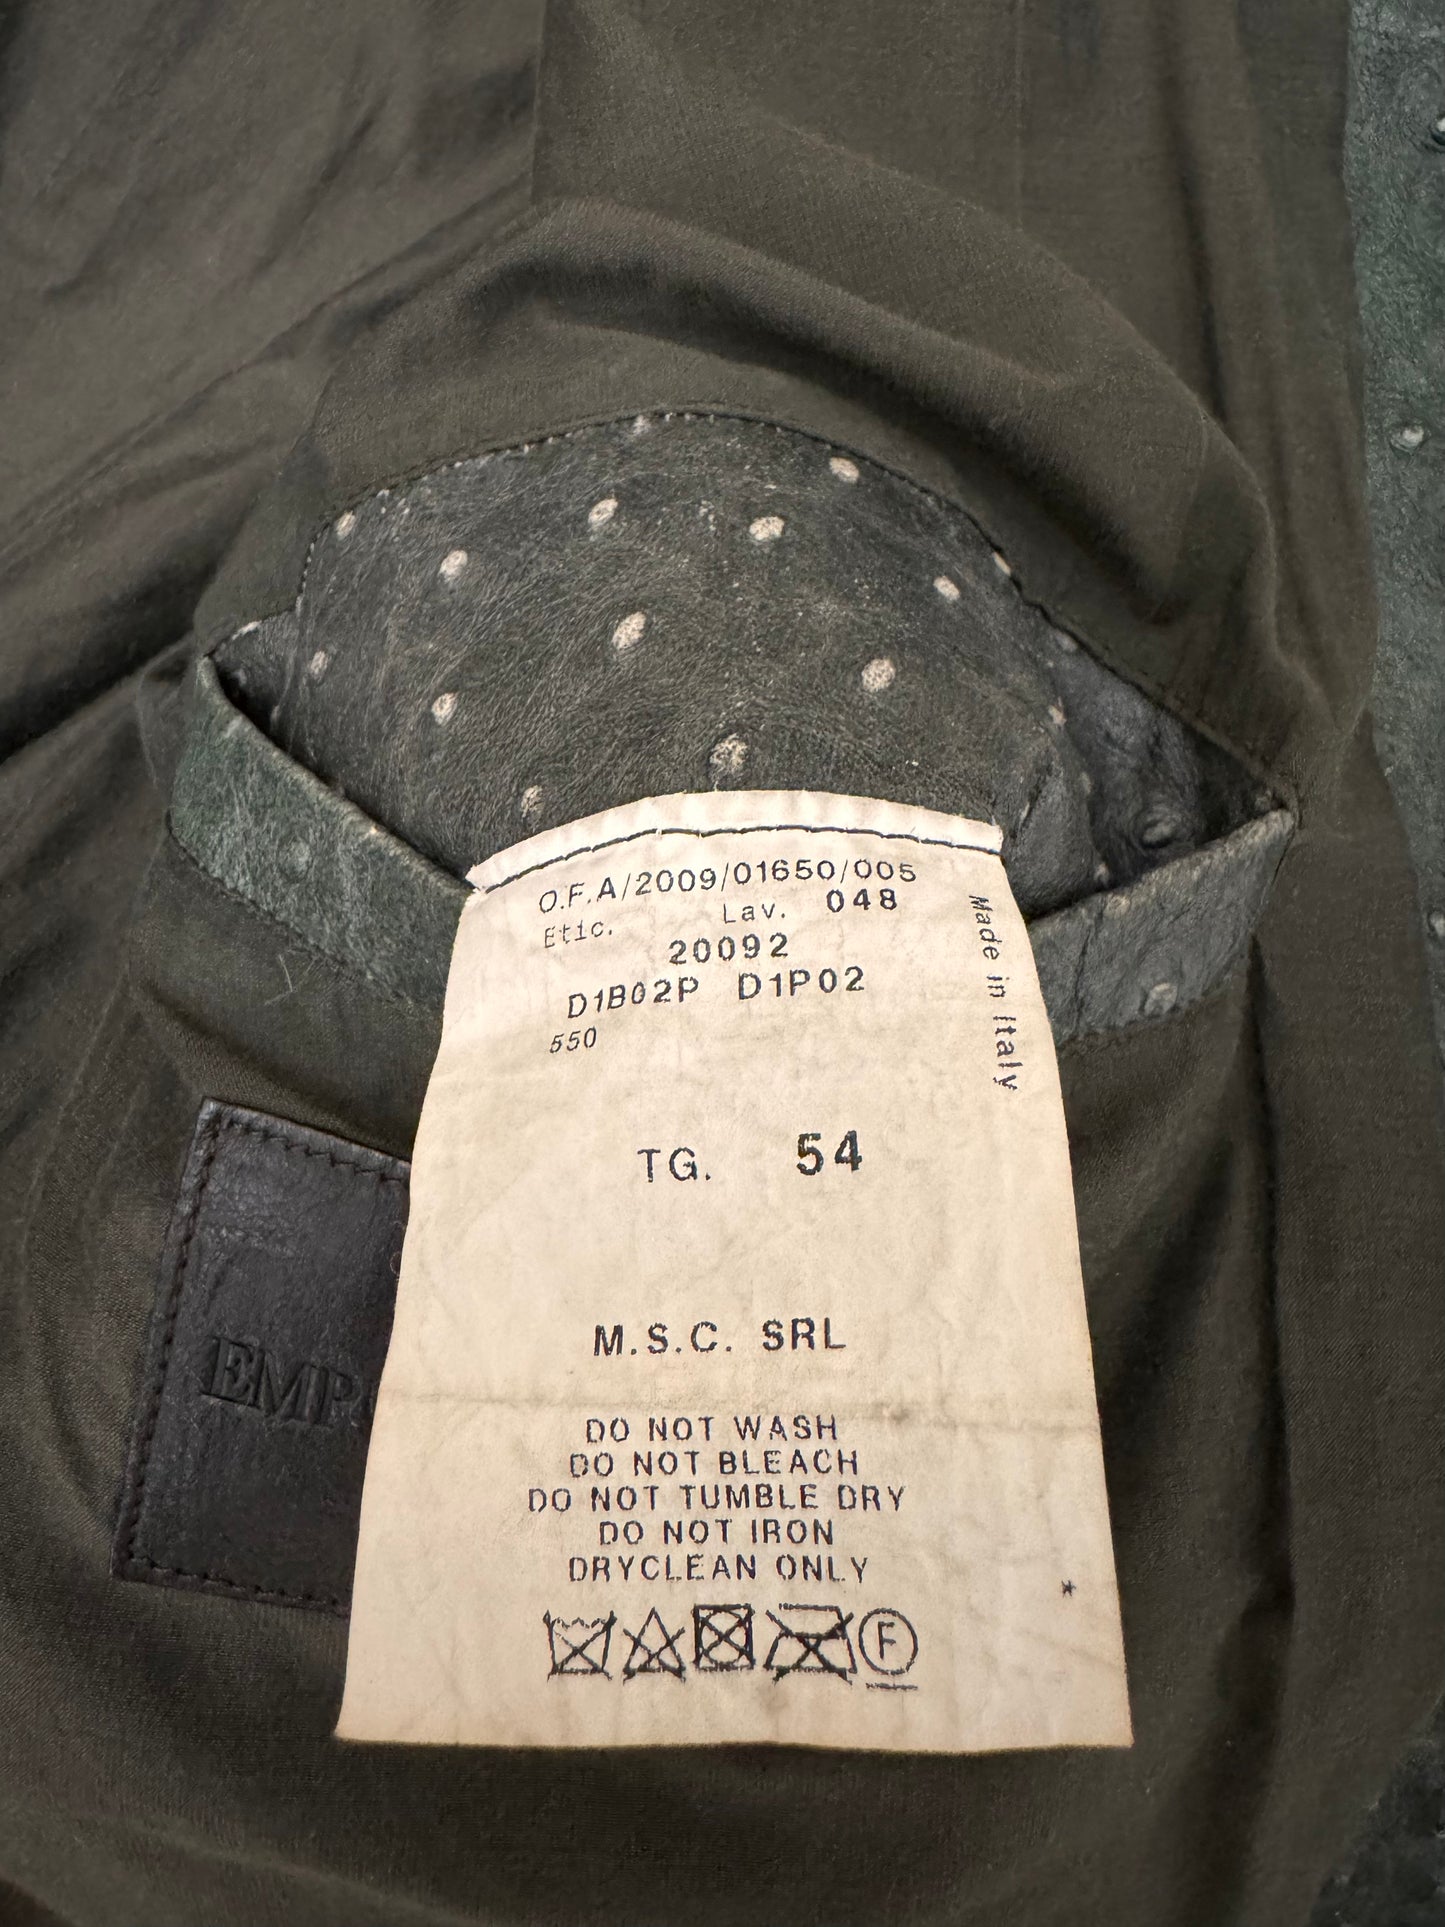 O.F.A/2009/01650/005
Etic. Lav. 048
20092
D1B02P D1P02
550
Made in Italy
TG. 54
M.S.C. SRL
DO NOT WASH
DO NOT BLEACH
DO NOT TUMBLE DRY
DO NOT IRON
DRYCLEAN ONLY
*
F
EMP